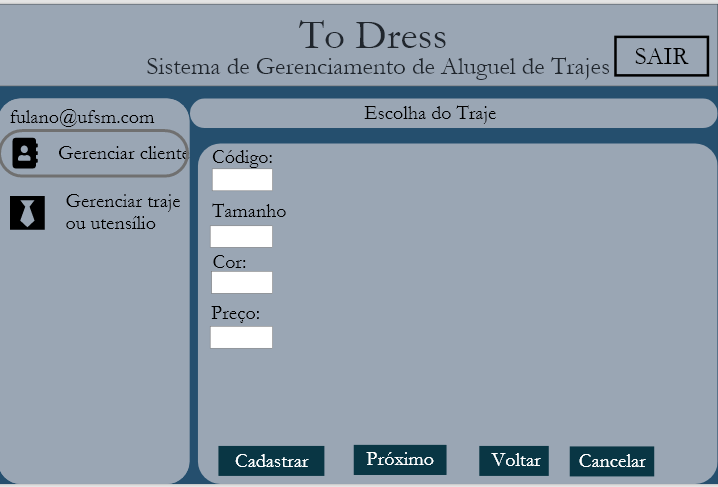 To Dress
Sistema de Gerenciamento de Aluguel de Trajes
SAIR
fulano@ufsm.com
Gerenciar cliente
Gerenciar traje
ou utensílio
Escolha do Traje
Código:
Tamanho
Cor:
Preço:
Cadastrar
Próximo
Voltar
Cancelar